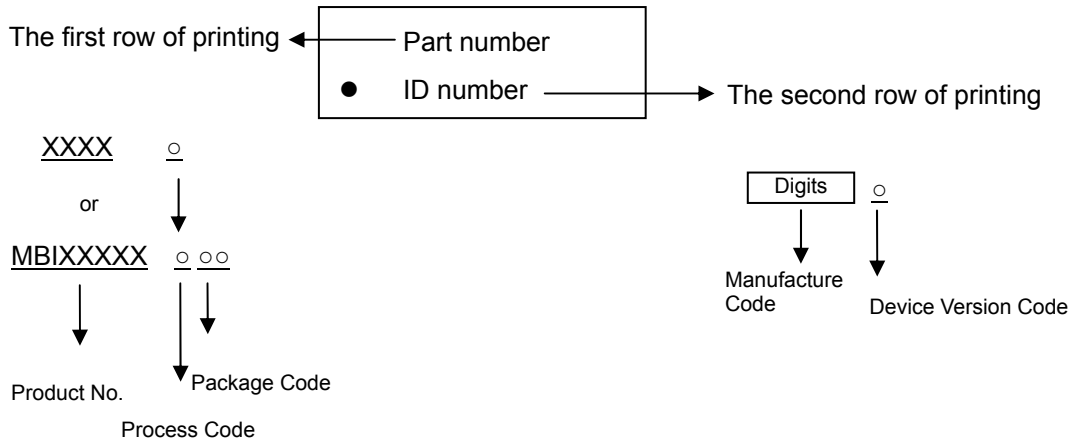 The first row of printing
Part number
● ID number
The second row of printing
XXXX ○
or
MBIXXXXX ○ ○○
Product No.
Process Code
Package Code
Digits ○
Manufacture
Code
Device Version Code